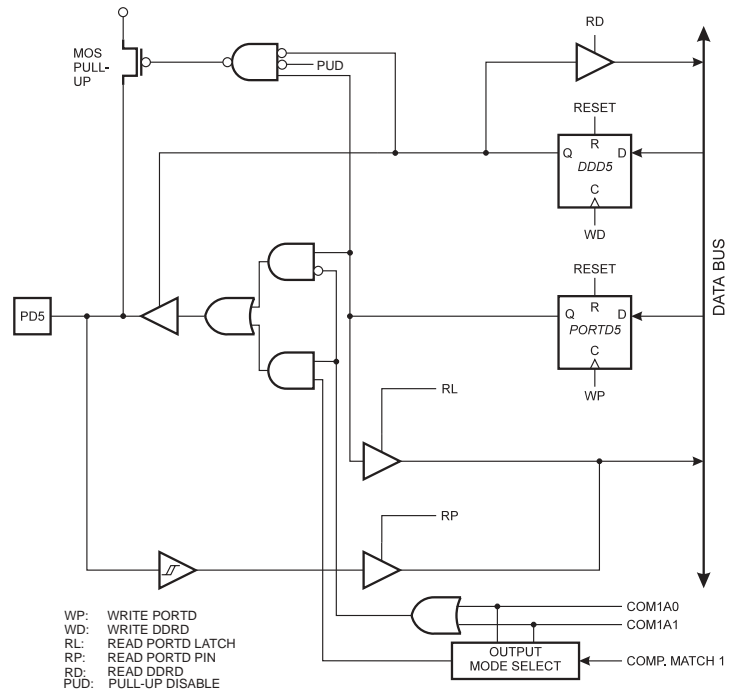 RD
MOS
PULL-
UP
PUD
RESET
R
Q
D
DDD5
C
WD
DATA BUS
RESET
R
Q
D
PD5
PORTD5
C
WP
RL
RP
WP: WRITE PORTD
WD: WRITE DDRD
RL: READ PORTD LATCH
RP: READ PORTD PIN
RD: READ DDRD
PUD: PULL-UP DISABLE
COM1A0
COM1A1
OUTPUT
MODE SELECT
COMP. MATCH 1